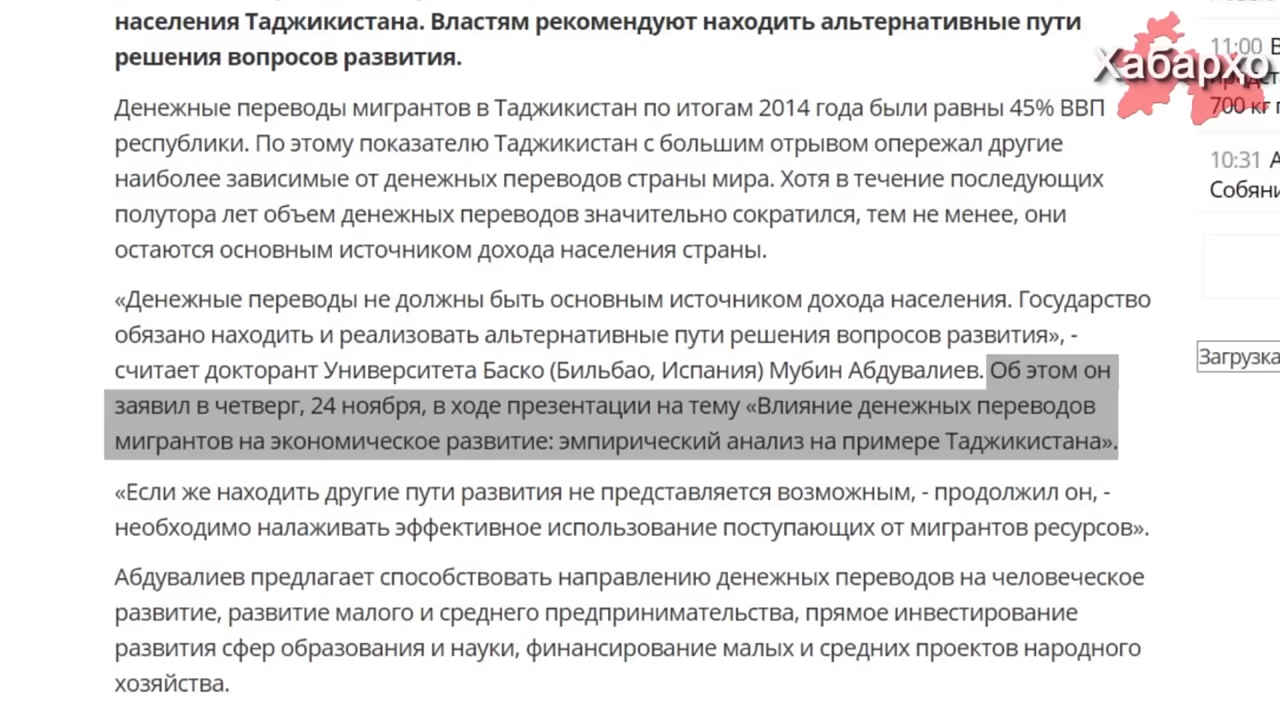 населения Таджикистана. Властям рекомендуют находить альтернативные пути
решения вопросов развития.
Денежные переводы мигрантов в Таджикистан по итогам 2014 года были равны 45% ВВП
республики. По этому показателю Таджикистан с большим отрывом опережал другие
наиболее зависимые от денежных переводов страны мира. Хотя в течение последующих
полутора лет объем денежных переводов значительно сократился, тем не менее, они
остаются основным источником дохода населения страны.
«Денежные переводы не должны быть основным источником дохода населения. Государство
обязано находить и реализовать альтернативные пути решения вопросов развития», -
считает докторант Университета Баско (Бильбао, Испания) Мубин Абдувалиев. Об этом он
заявил в четверг, 24 ноября, в ходе презентации на тему «Влияние денежных переводов
мигрантов на экономическое развитие: эмпирический анализ на примере Таджикистана».
«Если же находить другие пути развития не представляется возможным, - продолжил он, -
необходимо налаживать эффективное использование поступающих от мигрантов ресурсов».
Абдувалиев предлагает способствовать направлению денежных переводов на человеческое
развитие, развитие малого и среднего предпринимательства, прямое инвестирование
развития сфер образования и науки, финансирование малых и средних проектов народного
хозяйства.
Хабархо
11:00 В
700 кг
10:31 А
Собяни
Загрузка